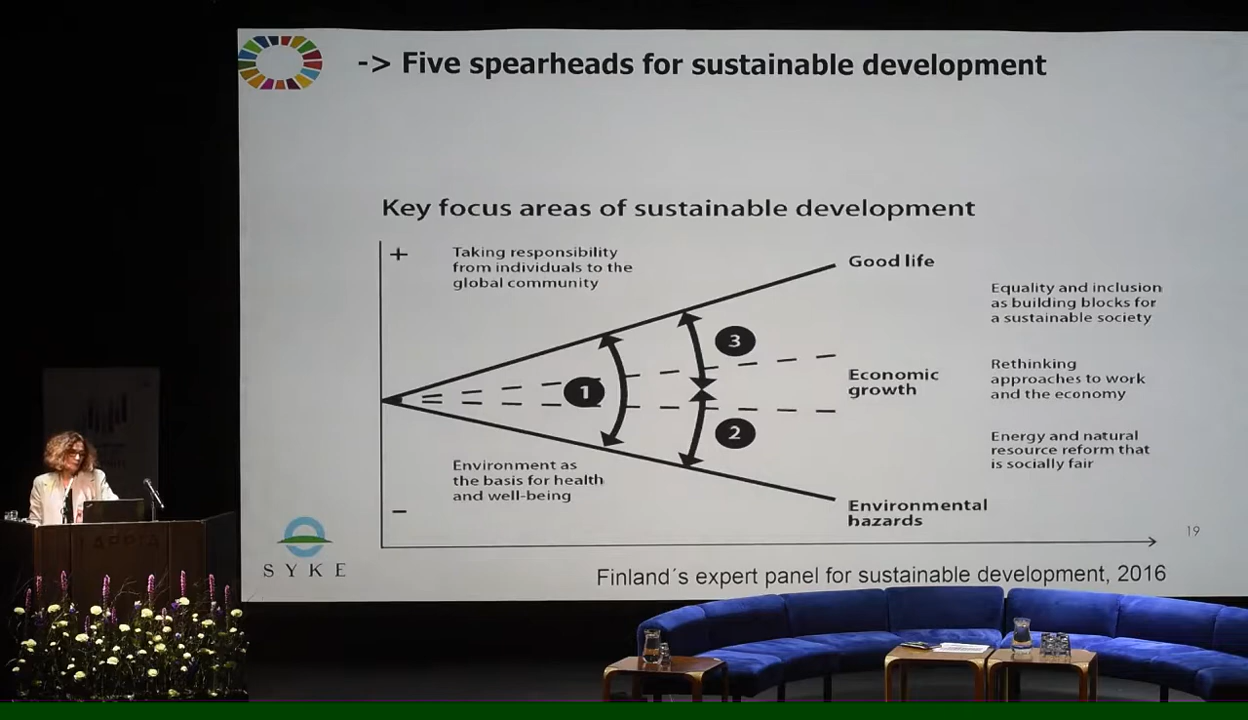 -> Five spearheads for sustainable development
Key focus areas of sustainable development
+
Taking responsibility
from individuals to the
global community
Good life
Equality and inclusion
as building blocks for
a sustainable society
3
Economic
growth
Rethinking
approaches to work
and the economy
1
2
Energy and natural
resource reform that
is socially fair
Environment as
the basis for health
and well-being
–
Environmental
hazards
19
SYKE
Finland´s expert panel for sustainable development, 2016
LAPPIA